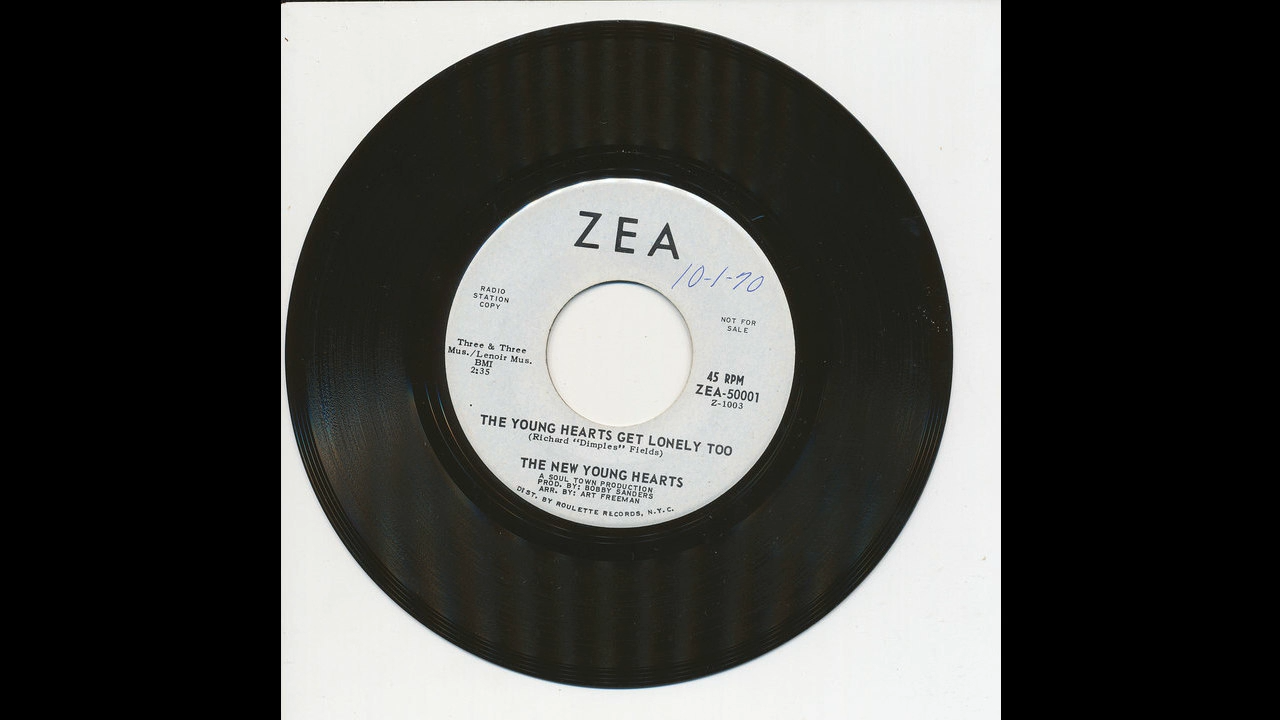 ZEA
10-1-70
RADIO
STATION
COPY
NOT FOR
SALE
Three & Three
Mus./Lenoir Mus.
BMI
2:35
45 RPM
ZEA-50001
Z-1003
THE YOUNG HEARTS GET LONELY TOO
(Richard "Dimples" Fields)
THE NEW YOUNG HEARTS
A SOUL TOWN PRODUCTION
PROD. BY: BOBBY SANDERS
ARR. BY: ART FREEMAN
DIST. BY ROULETTE RECORDS, N.Y.C.